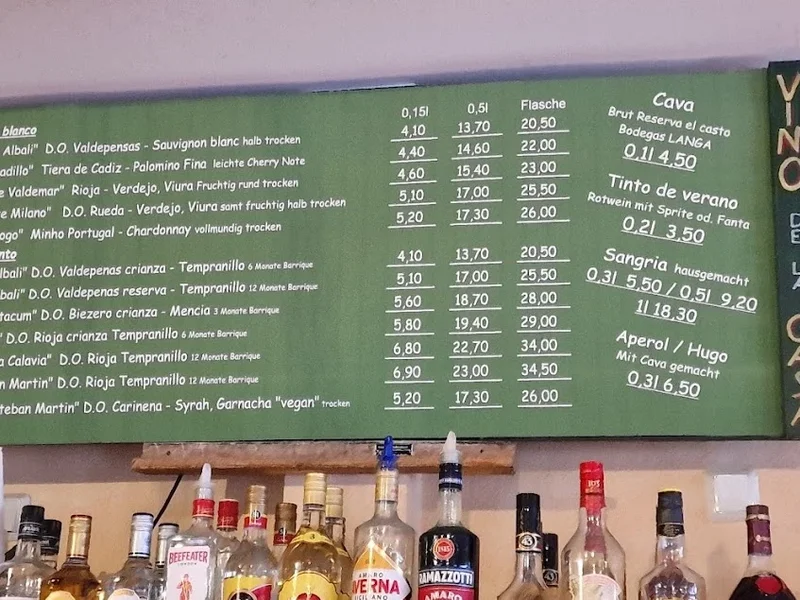 0,15l 0,5l Flasche
blanco
Albali" D.O. Valdepensas - Sauvignon blanc halb trocken 4,10 13,70 20,50
adillo" Tiera de Cadiz - Palomino Fina leichte Cherry Note 4,40 14,60 22,00
e Valdemar" Rioja - Verdejo, Viura Fruchtig rund trocken 4,60 15,40 23,00
e Milano" D.O. Rueda - Verdejo, Viura samt fruchtig halb trocken 5,10 17,00 25,50
ogo" Minho Portugal - Chardonnay vollmundig trocken 5,20 17,30 26,00
nto
lbali" D.O. Valdepenas crianza - Tempranillo 6 Monate Barrique 4,10 13,70 20,50
bali" D.O. Valdepenas reserva - Tempranillo 12 Monate Barrique 5,10 17,00 25,50
tacum" D.O. Biezero crianza - Mencia 3 Monate Barrique 5,60 18,70 28,00
" D.O. Rioja crianza Tempranillo 6 Monate Barrique 5,80 19,40 29,00
a Calavia" D.O. Rioja Tempranillo 12 Monate Barrique 6,80 22,70 34,00
n Martin" D.O. Rioja Tempranillo 12 Monate Barrique 6,90 23,00 34,50
teban Martin" D.O. Carinena - Syrah, Garnacha "vegan" trocken 5,20 17,30 26,00
Cava
Brut Reserva el casto
Bodegas LANGA
0,1l 4,50
Tinto de verano
Rotwein mit Sprite od. Fanta
0,2l 3,50
Sangria hausgemacht
0,3l 5,50 / 0,5l 9,20
1l 18,30
Aperol / Hugo
Mit Cava gemacht
0,3l 6,50
VINO
DE
LA
CASA
BEEFEATER
AMARO
AVERNA
SICILIANO
1815
RAMAZZOTTI
AMARO
43